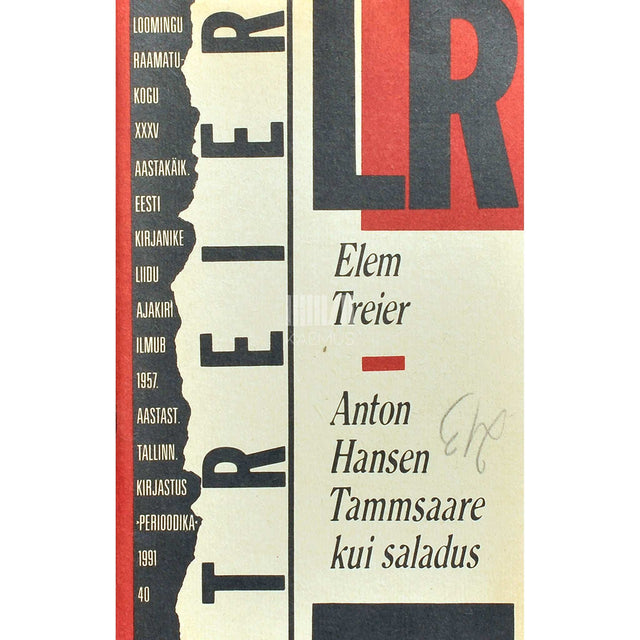 LOOMINGU
RAAMATU-
KOGU
XXXV
AASTAKÄIK.
EESTI
KIRJANIKE
LIIDU
AJAKIRI
ILMUB
1957.
AASTAST.
TALLINN.
KIRJASTUS
•PERIOODIKA•
1991
40
TREIER
LR
Elem
Treier
Anton
Hansen
Tammsaare
kui saladus
KADMUS